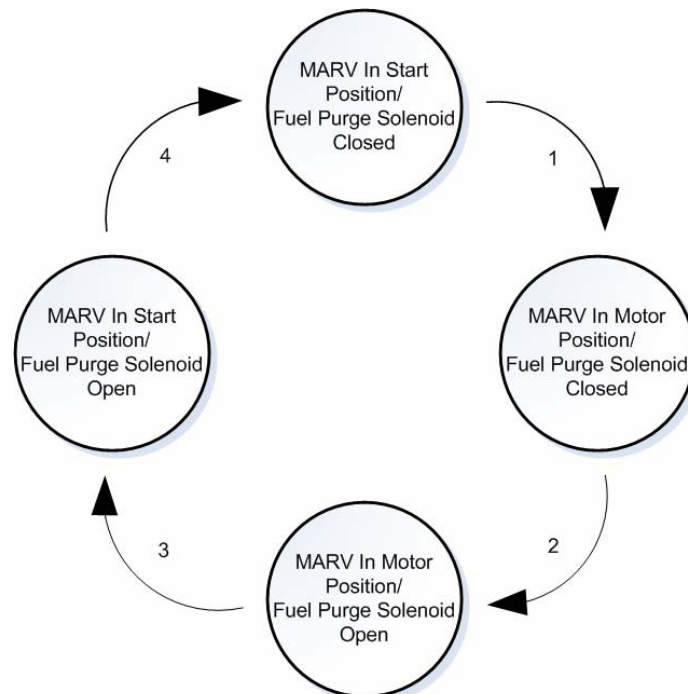 MARV In Start
Position/
Fuel Purge Solenoid
Closed
4
1
MARV In Start
Position/
Fuel Purge Solenoid
Open
MARV In Motor
Position/
Fuel Purge Solenoid
Closed
3
2
MARV In Motor
Position/
Fuel Purge Solenoid
Open